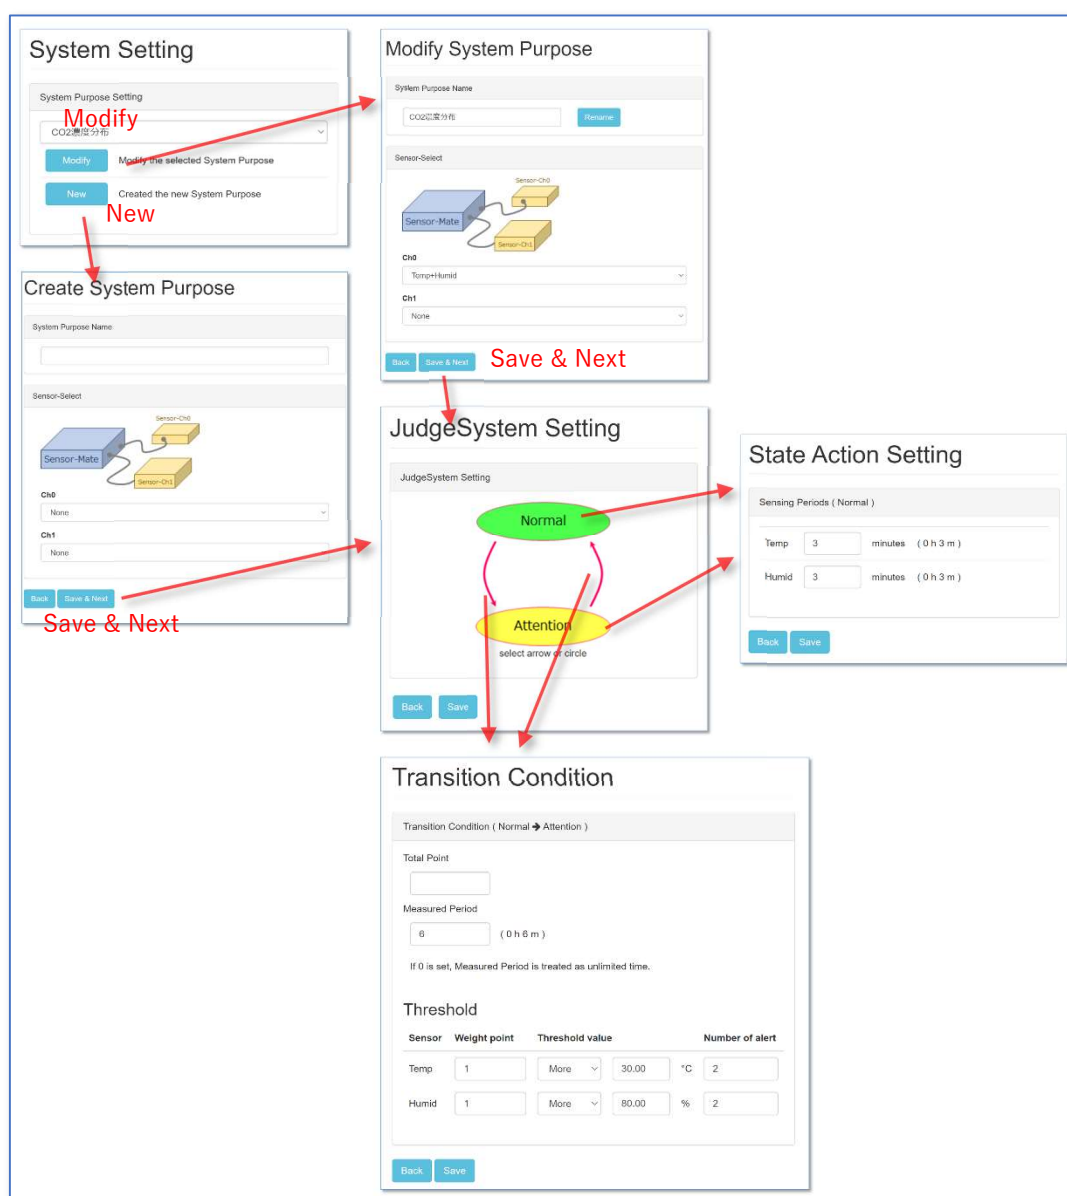 System Setting
System Purpose Setting
Modify
CO2濃度分布
Modify Modify the selected System Purpose
New Created the new System Purpose
New
Modify System Purpose
System Purpose Name
CO2濃度分布 Rename
Sensor-Select
Sensor-Ch0
Sensor-Mate
Sensor-Ch1
Ch0
Temp+Humid
Ch1
None
Back Save & Next Save & Next
Create System Purpose
System Purpose Name
Sensor-Select
Sensor-Ch0
Sensor-Mate
Sensor-Ch1
Ch0
None
Ch1
None
Back Save & Next
Save & Next
JudgeSystem Setting
JudgeSystem Setting
Normal
Attention
select arrow or circle
Back Save
State Action Setting
Sensing Periods ( Normal )
Temp 3 minutes ( 0 h 3 m )
Humid 3 minutes ( 0 h 3 m )
Back Save
Transition Condition
Transition Condition ( Normal ➔ Attention )
Total Point
Measured Period
6 ( 0 h 6 m )
If 0 is set, Measured Period is treated as unlimited time.
Threshold
Sensor Weight point Threshold value Number of alert
Temp 1 More 30.00 °C 2
Humid 1 More 80.00 % 2
Back Save